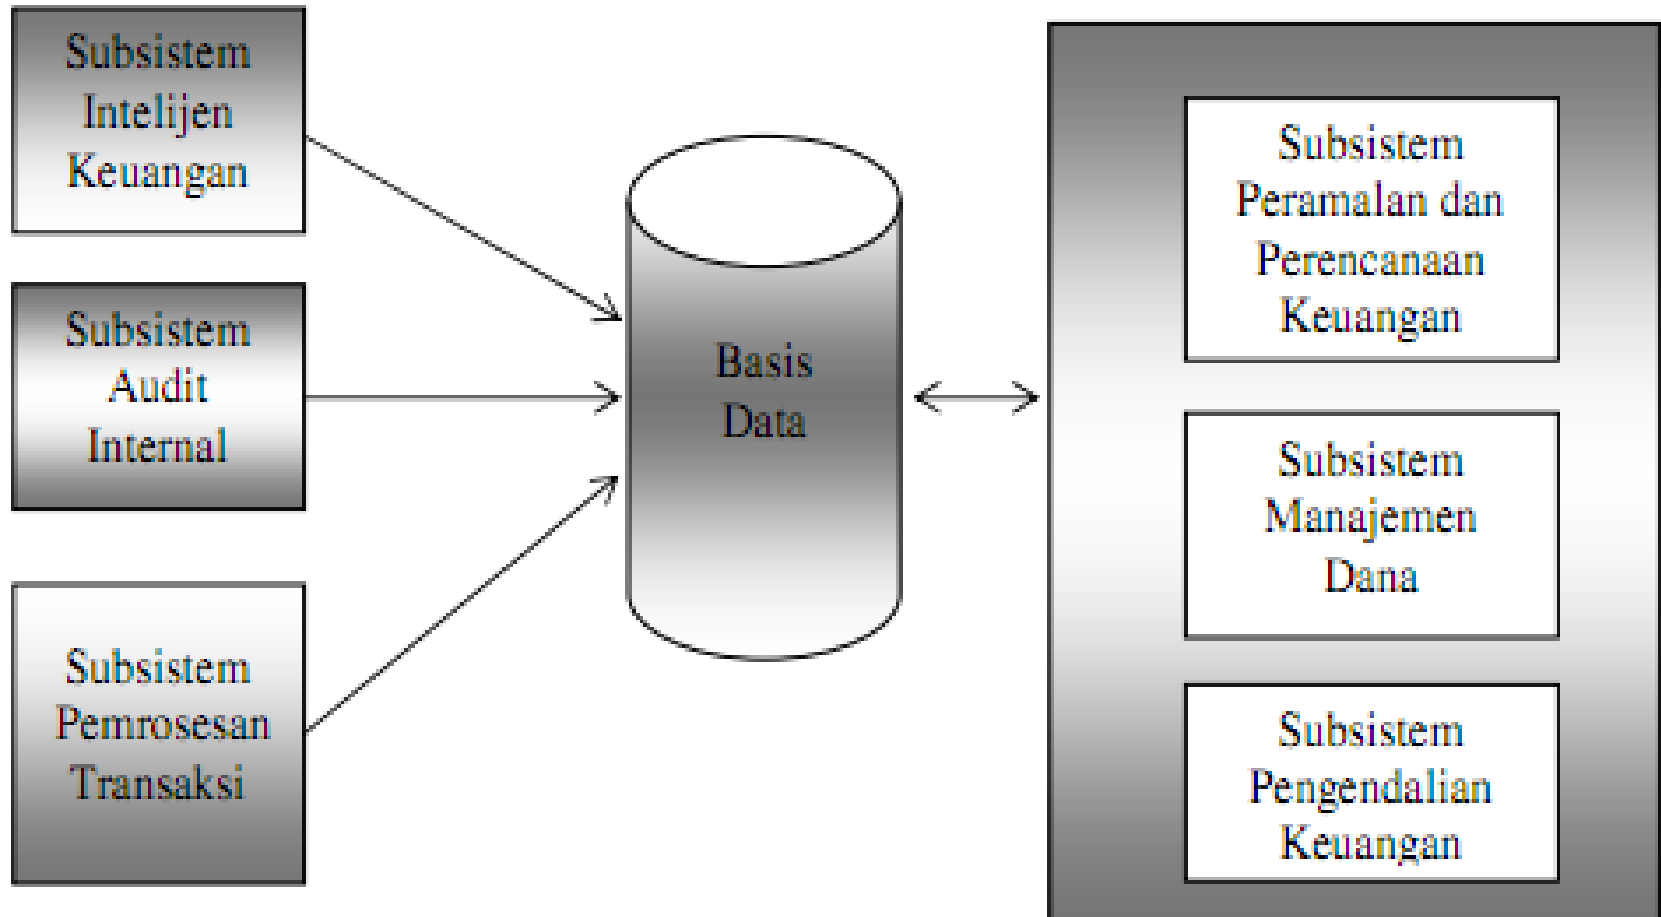 Subsistem
Intelijen
Keuangan
Subsistem
Audit
Internal
Subsistem
Pemrosesan
Transaksi
Basis
Data
Subsistem
Peramalan dan
Perencanaan
Keuangan
Subsistem
Manajemen
Dana
Subsistem
Pengendalian
Keuangan